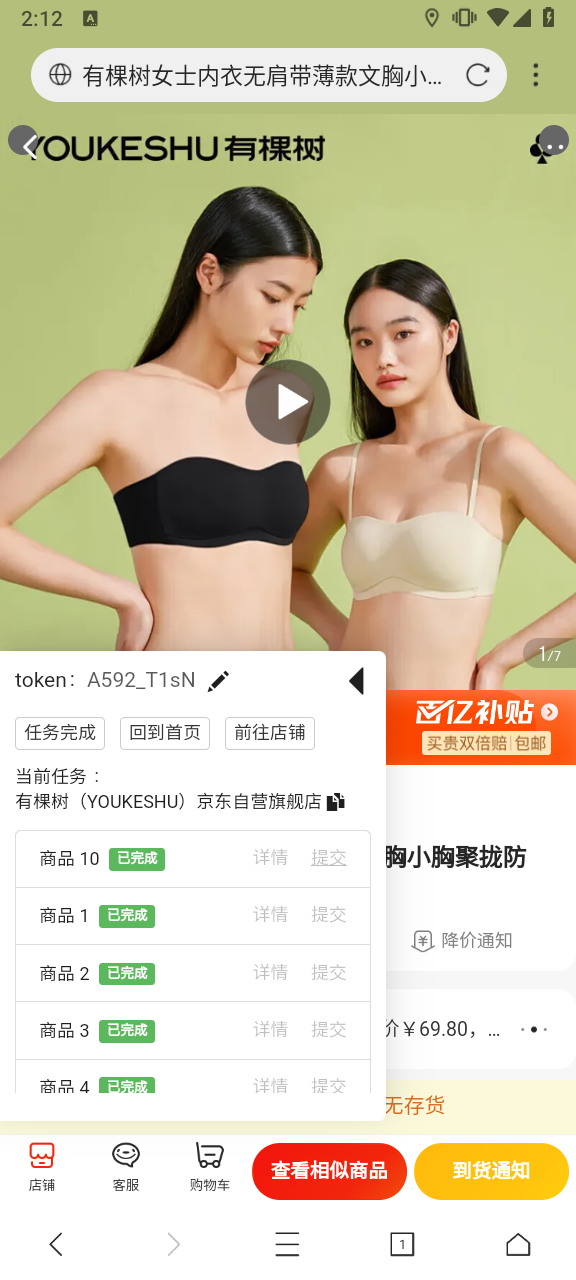 2:12
A
有棵树女士内衣无肩带薄款文胸小...
YOUKESHU 有棵树
1/7
token: A592_T1sN
百亿补贴
买贵双倍赔 | 包邮
任务完成 回到首页 前往店铺
当前任务：
有棵树（YOUKESHU）京东自营旗舰店
商品 10 已完成 详情 提交
胸小胸聚拢防
商品 1 已完成 详情 提交
降价通知
商品 2 已完成 详情 提交
商品 3 已完成 详情 提交
价￥69.80，...
商品 4 已完成 详情 提交
无存货
店铺 客服 购物车 查看相似商品 到货通知
1